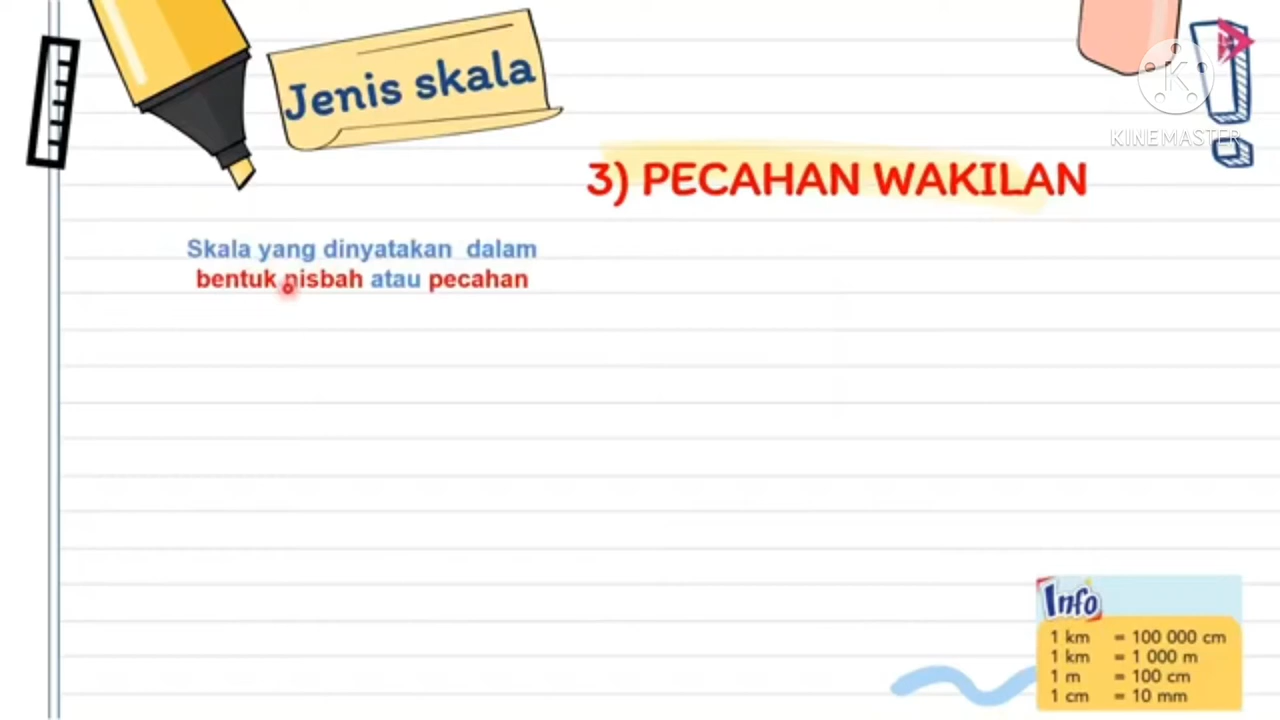 Jenis skala
K
KINEMASTER
3) PECAHAN WAKILAN
Skala yang dinyatakan dalam
bentuk nisbah atau pecahan
Info
1 km = 100 000 cm
1 km = 1 000 m
1 m = 100 cm
1 cm = 10 mm